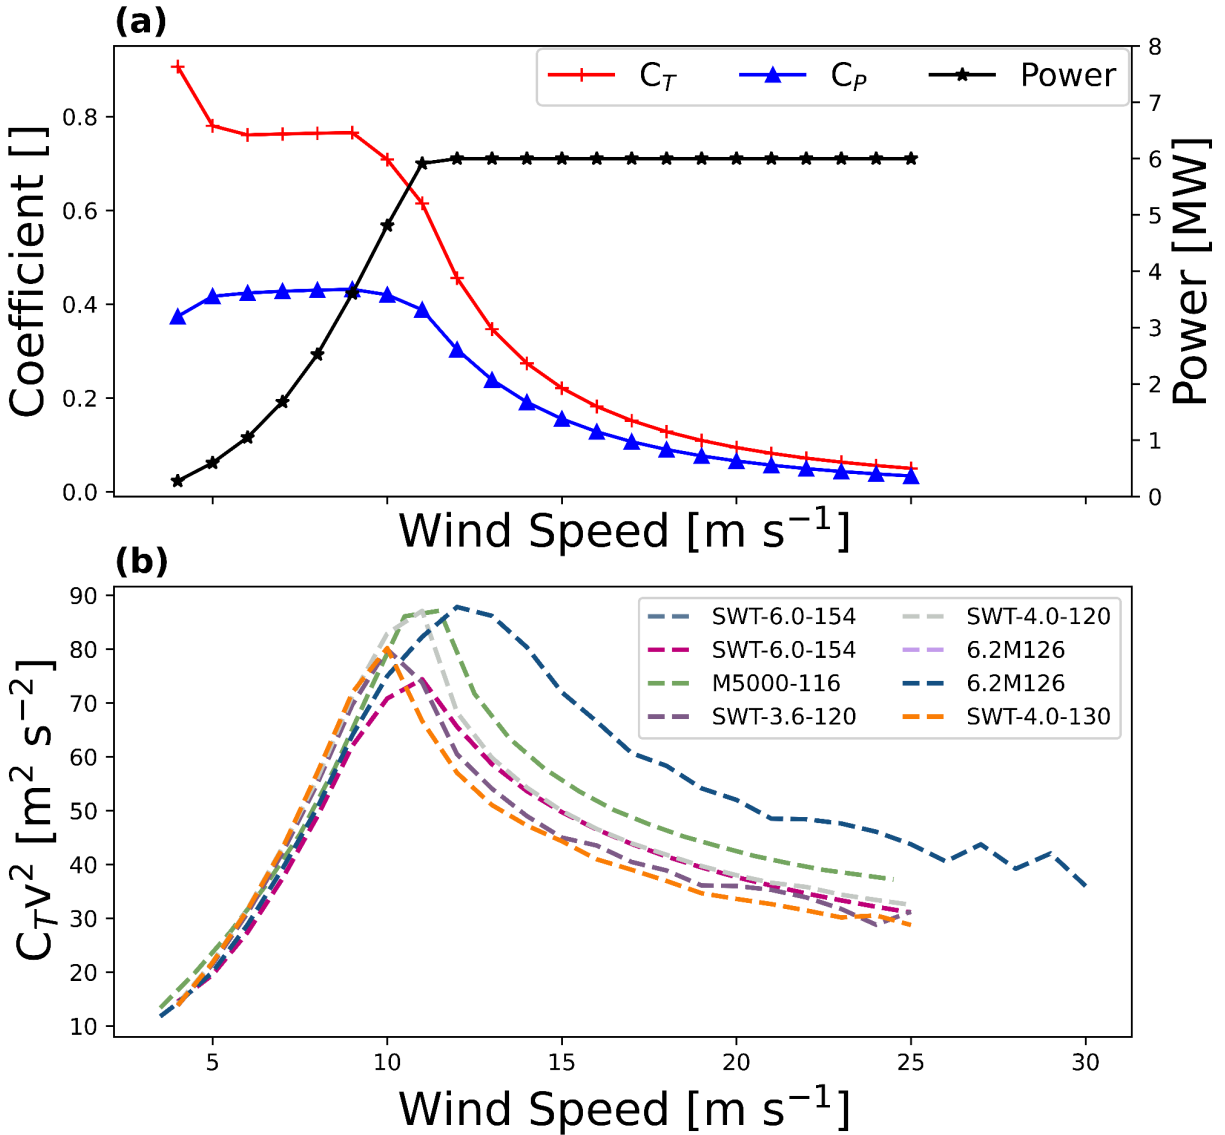 (a)
C_T C_P Power
Coefficient []
0.8
0.6
0.4
0.2
0.0
8
7
6
5
4
3
2
1
0
Power [MW]
Wind Speed [m s⁻¹]
(b)
C_Tv² [m² s⁻²]
90
80
70
60
50
40
30
20
10
SWT-6.0-154 SWT-4.0-120
SWT-6.0-154 6.2M126
M5000-116 6.2M126
SWT-3.6-120 SWT-4.0-130
5 10 15 20 25 30
Wind Speed [m s⁻¹]